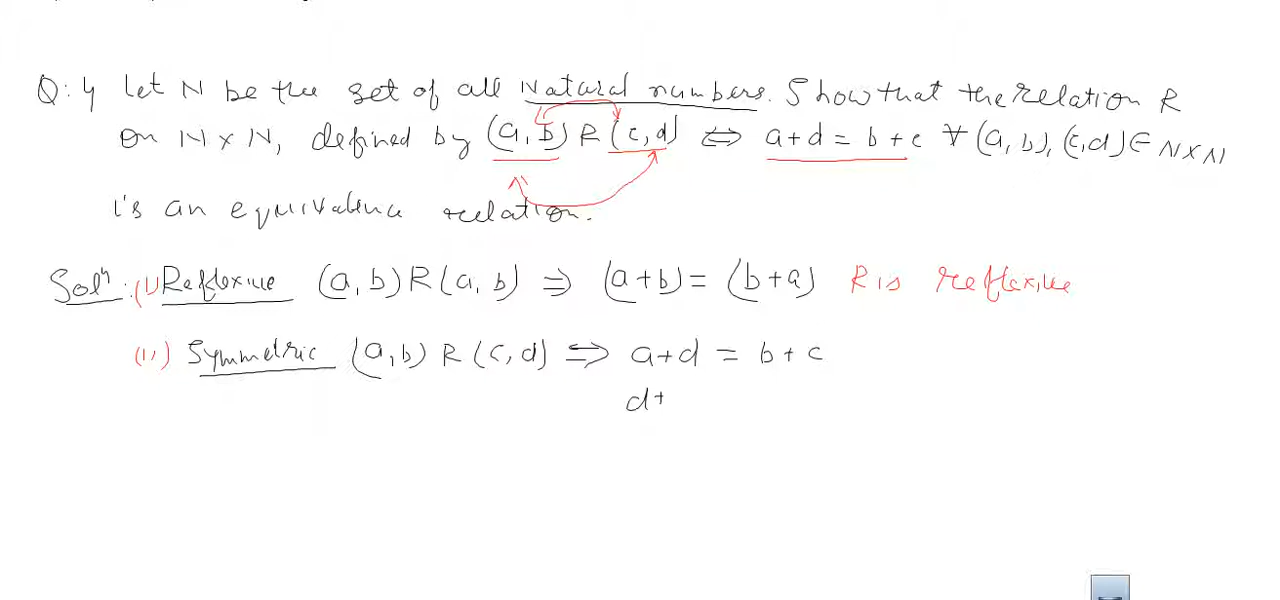 Q:4 Let N be the set of all Natural numbers. Show that the relation R
on N×N, defined by (a,b) R (c,d) ⇔ a+d = b+c ∀ (a,b),(c,d) ∈ N×N
is an equivalence relation.
Solⁿ. (i) Reflexive (a,b) R (a,b) ⇒ (a+b) = (b+a) R is reflexive
(ii) Symmetric (a,b) R (c,d) ⇒ a+d = b+c
d+